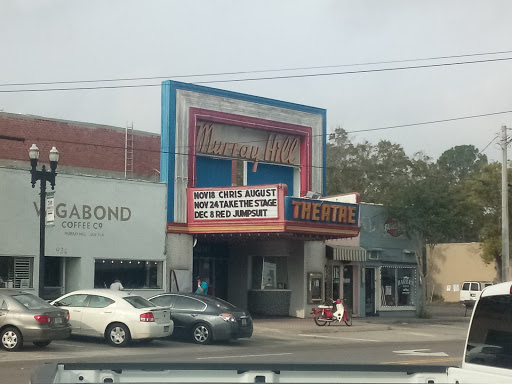 Murray Hill
VAGABOND
COFFEE CO
NOV18 CHRIS AUGUST
NOV 24 TAKE THE STAGE
DEC 8 RED JUMPSUIT
THEATRE